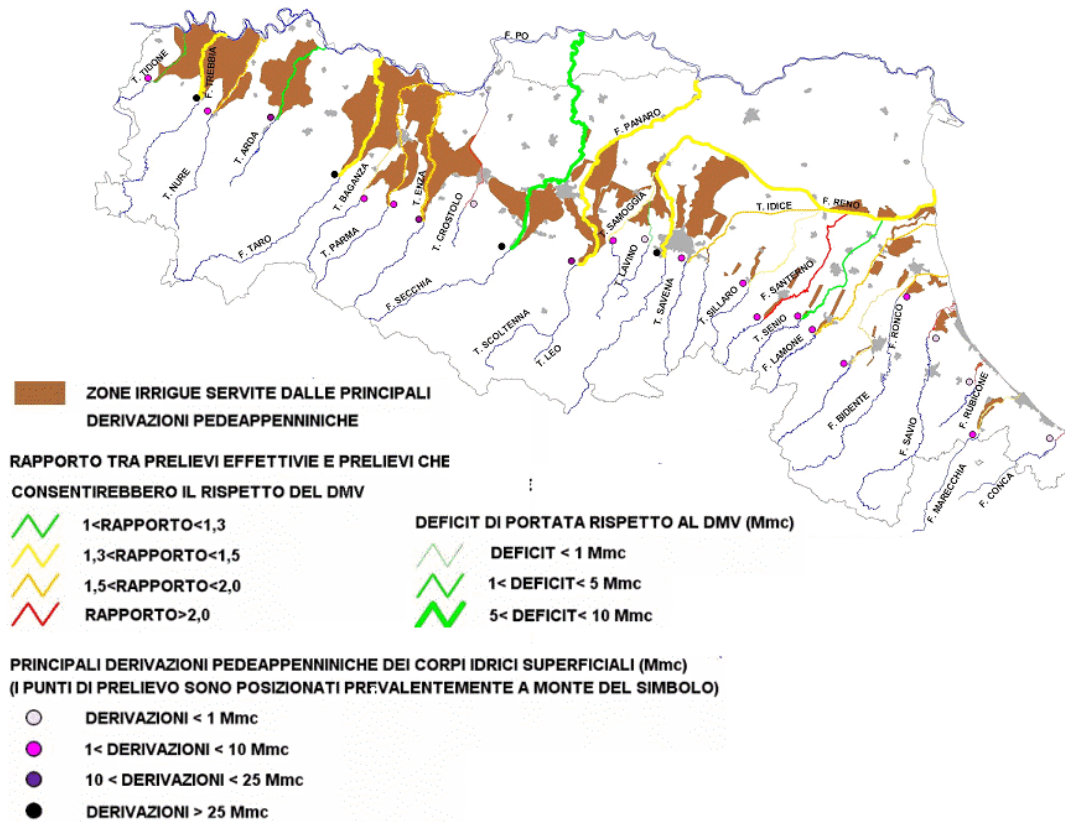 F. PO
T. TIDONE
F. TREBBIA
T. NURE
T. ARDA
F. TARO
T. BAGANZA
T. PARMA
T. ENZA
T. CROSTOLO
F. SECCHIA
F. PANARO
T. SCOLTENNA
T. LEO
T. SAMOGGIA
T. LAVINO
T. SAVENA
T. IDICE
F. RENO
T. SILLARO
F. SANTERNO
T. SENIO
F. LAMONE
F. RONCO
F. BIDENTE
F. SAVIO
F. RUBICONE
F. MARECCHIA
F. CONCA
ZONE IRRIGUE SERVITE DALLE PRINCIPALI
DERIVAZIONI PEDEAPPENNINICHE
RAPPORTO TRA PRELIEVI EFFETTIVIE E PRELIEVI CHE
CONSENTIREBBERO IL RISPETTO DEL DMV
1<RAPPORTO<1,3
1,3<RAPPORTO<1,5
1,5<RAPPORTO<2,0
RAPPORTO>2,0
DEFICIT DI PORTATA RISPETTO AL DMV (Mmc)
DEFICIT < 1 Mmc
1< DEFICIT< 5 Mmc
5< DEFICIT< 10 Mmc
PRINCIPALI DERIVAZIONI PEDEAPPENNINICHE DEI CORPI IDRICI SUPERFICIALI (Mmc)
(I PUNTI DI PRELIEVO SONO POSIZIONATI PREVALENTEMENTE A MONTE DEL SIMBOLO)
DERIVAZIONI < 1 Mmc
1< DERIVAZIONI < 10 Mmc
10 < DERIVAZIONI < 25 Mmc
DERIVAZIONI > 25 Mmc